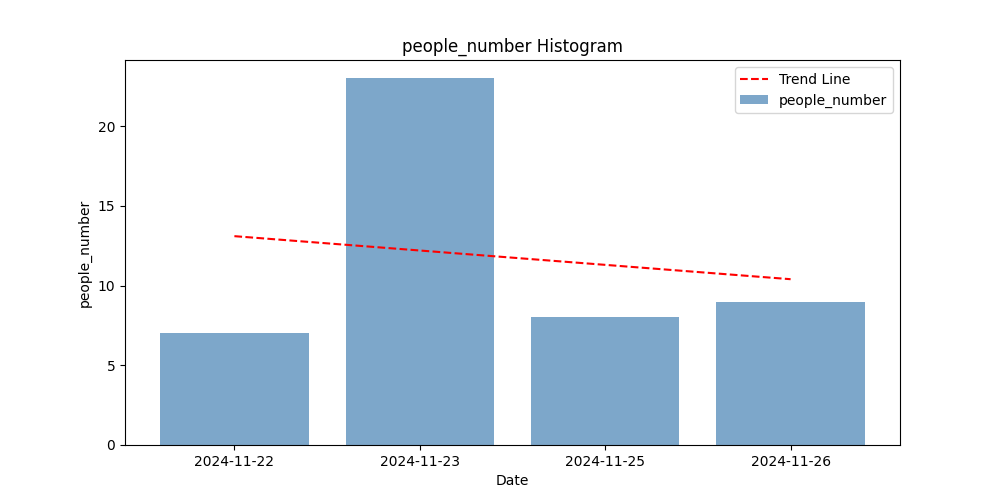 people_number Histogram
Trend Line
people_number
people_number
20
15
10
5
0
2024-11-22
2024-11-23
2024-11-25
2024-11-26
Date